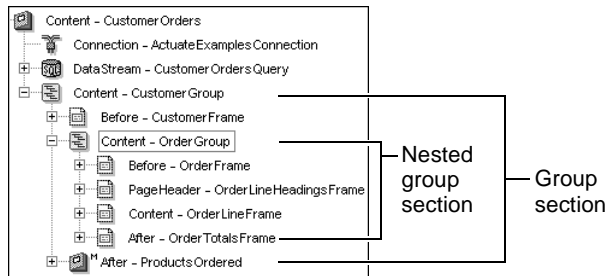 Content - CustomerOrders
Connection - ActuateExamplesConnection
SQL
DataStream - CustomerOrdersQuery
Content - CustomerGroup
Before - CustomerFrame
Content - OrderGroup
Before - OrderFrame
PageHeader - OrderLineHeadingsFrame
Content - OrderLineFrame
After - OrderTotalsFrame
M After - ProductsOrdered
Nested
group
section
Group
section